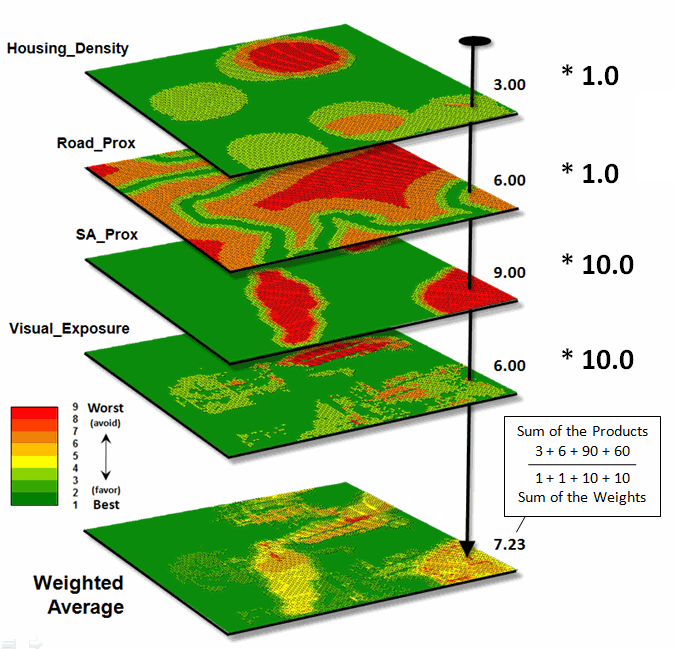 Housing_Density
3.00
* 1.0
Road_Prox
6.00
* 1.0
SA_Prox
9.00
* 10.0
Visual_Exposure
6.00
* 10.0
9 Worst
8 (avoid)
7
6
5
4
3
2 (favor)
1 Best
Sum of the Products
3 + 6 + 90 + 60
1 + 1 + 10 + 10
Sum of the Weights
7.23
Weighted
Average